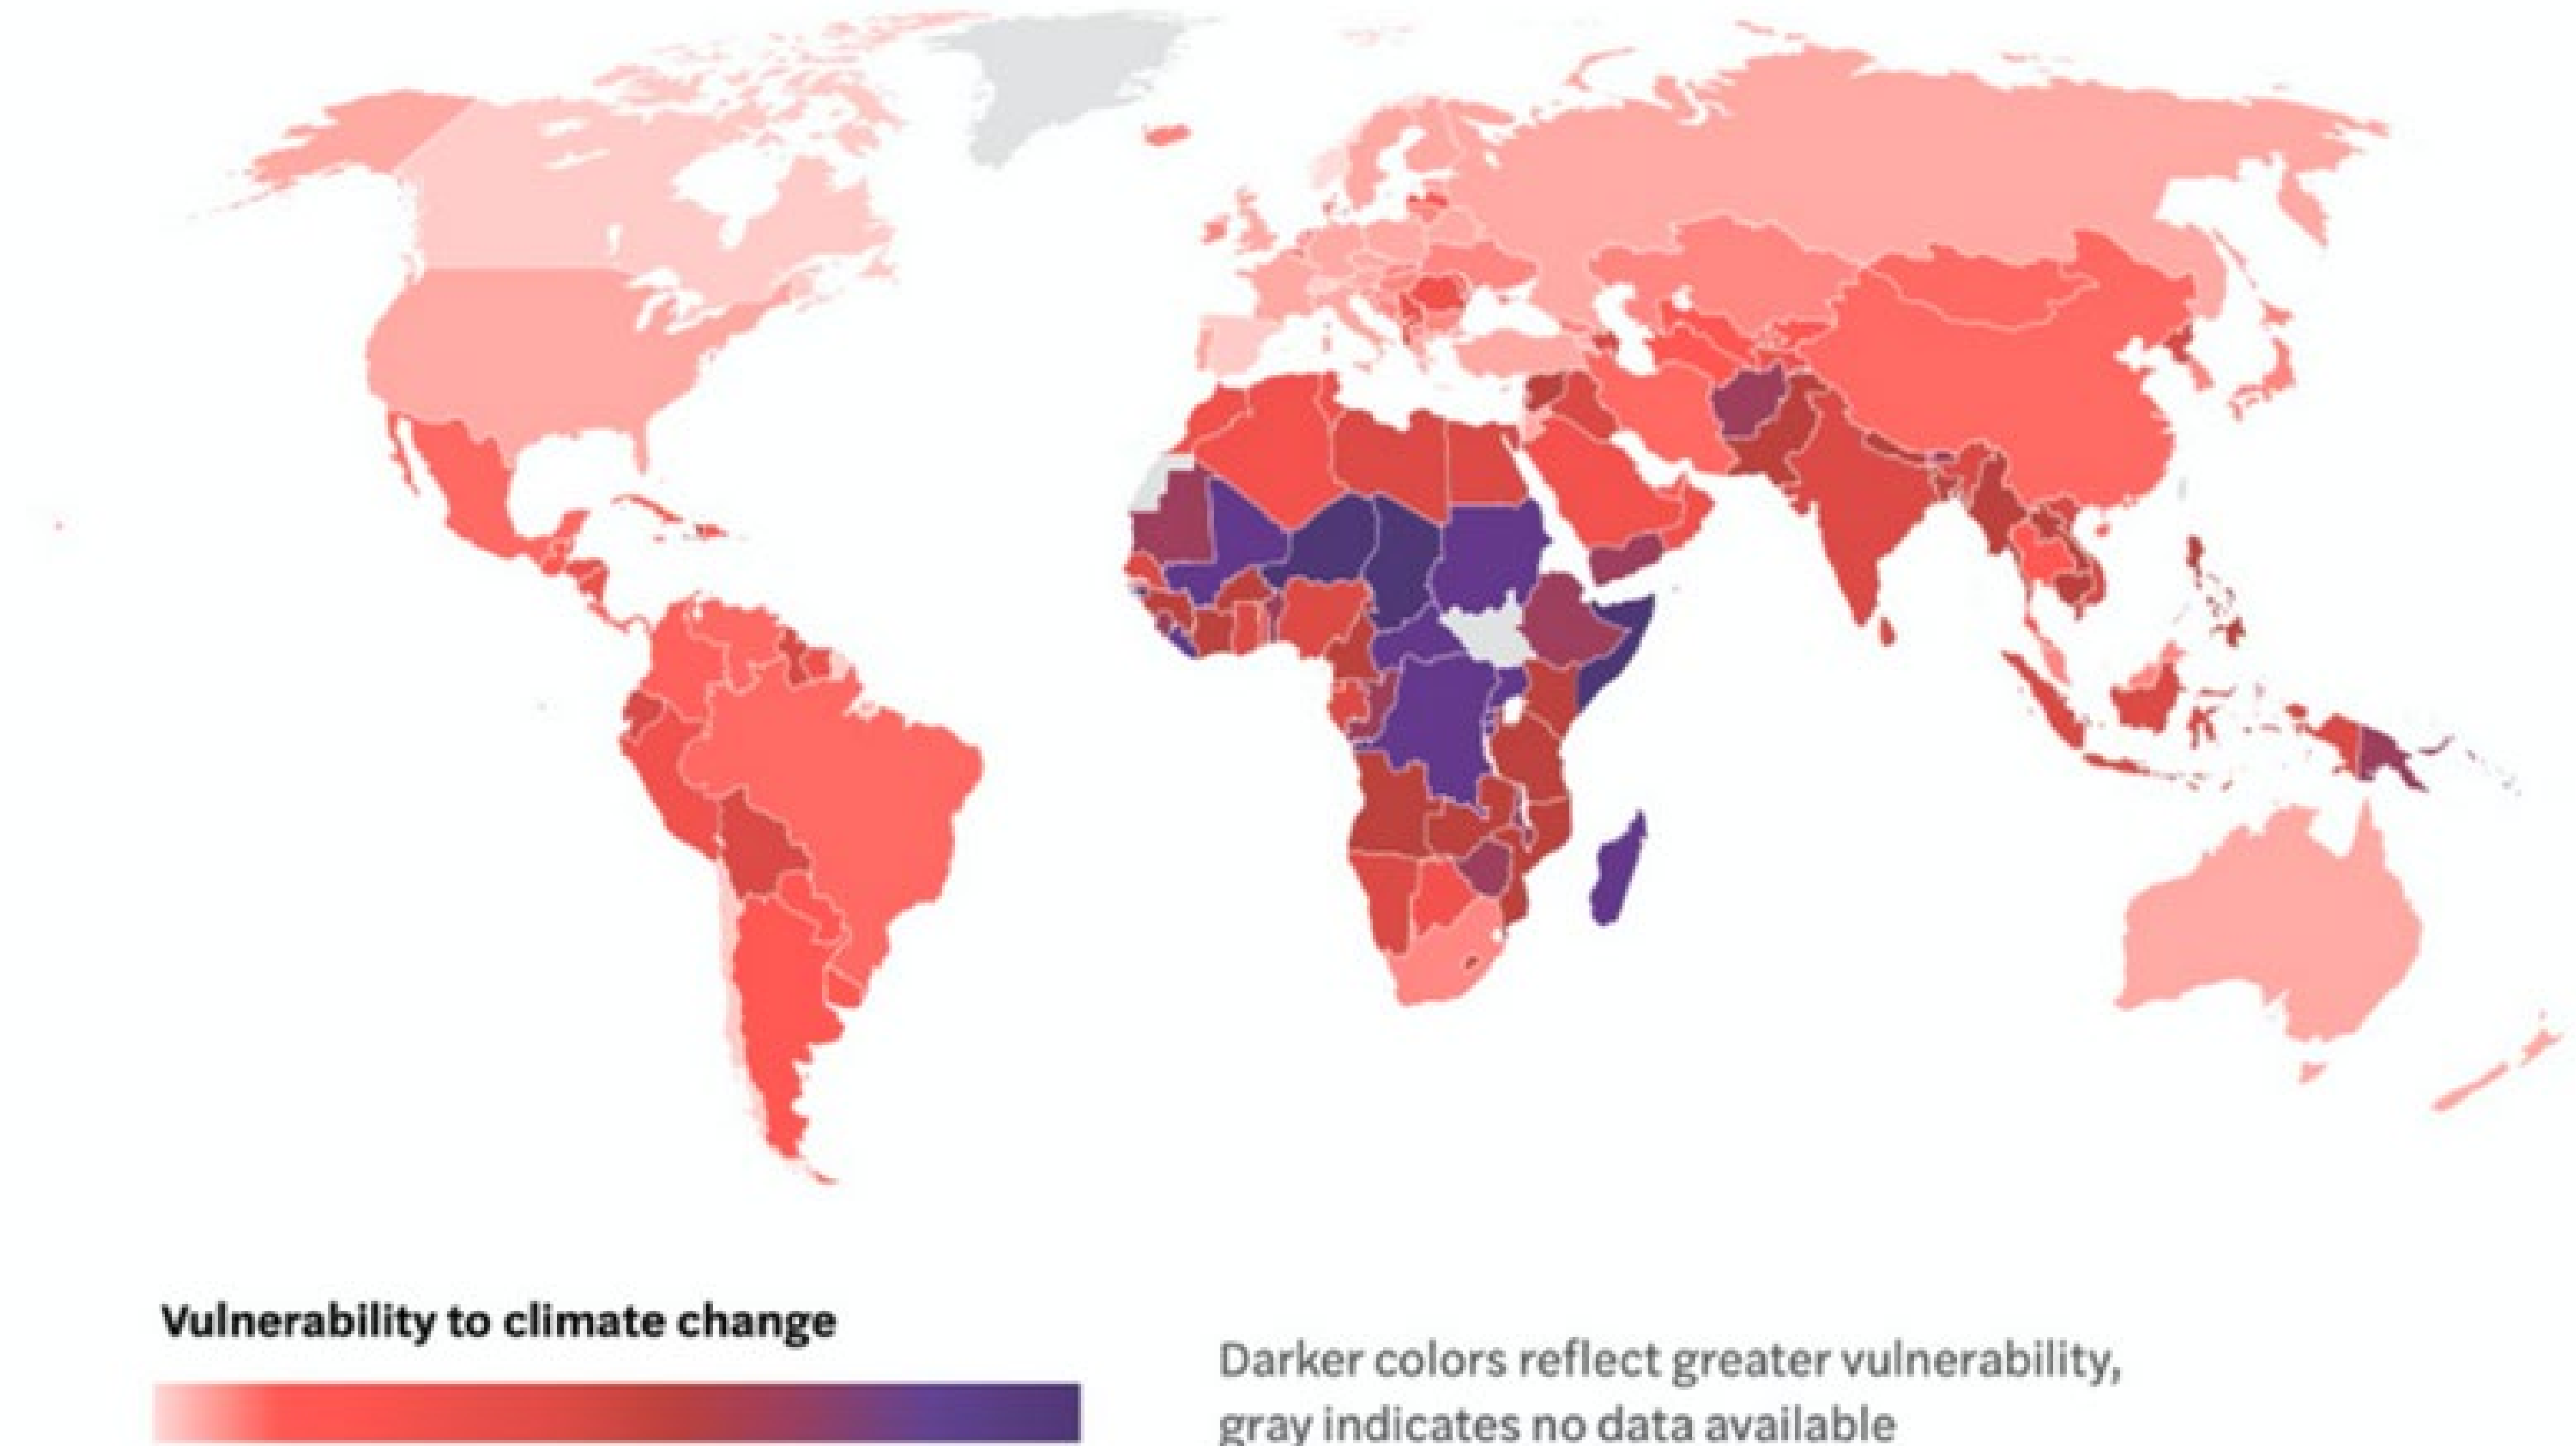 Vulnerability to climate change
Darker colors reflect greater vulnerability,
gray indicates no data available